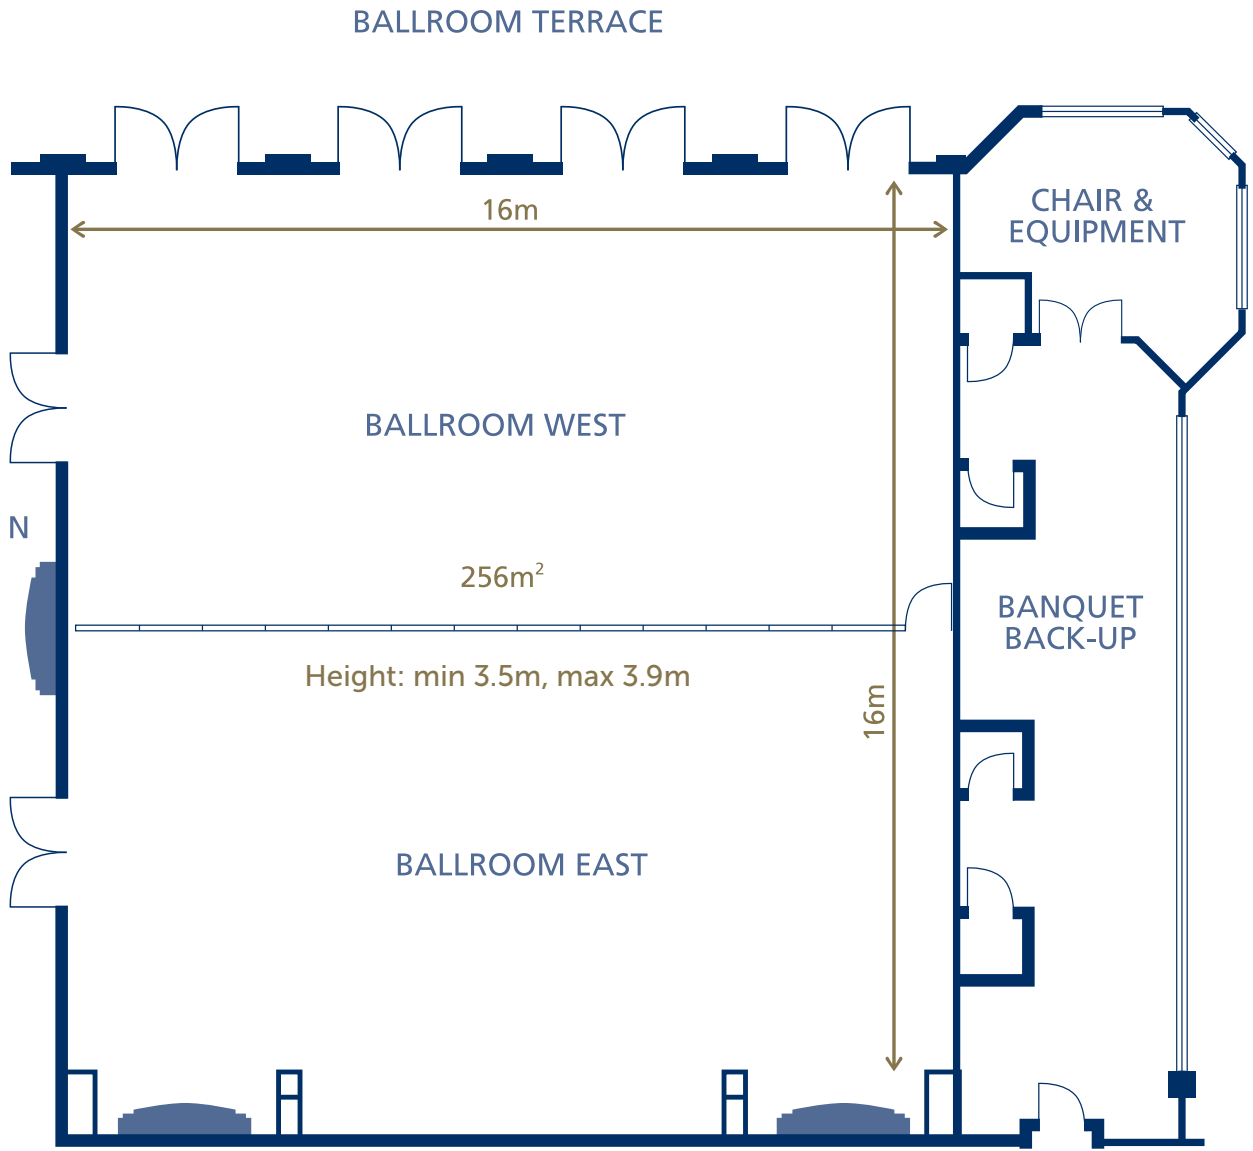 BALLROOM TERRACE
16m
CHAIR &
EQUIPMENT
BALLROOM WEST
N
256m²
BANQUET
BACK-UP
Height: min 3.5m, max 3.9m
16m
BALLROOM EAST